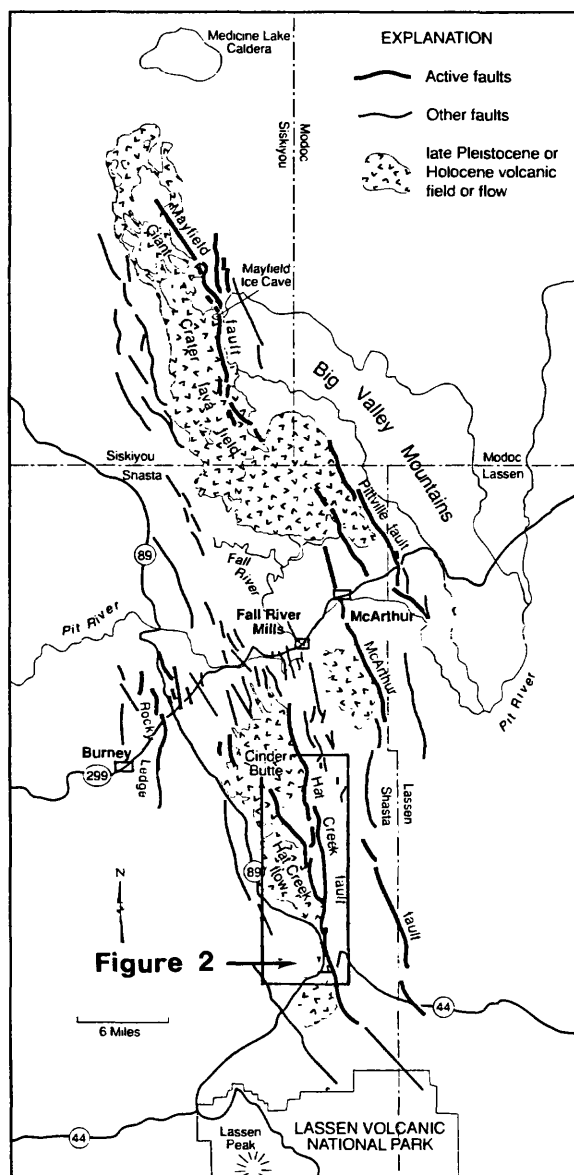 Medicine Lake
Caldera
EXPLANATION
Active faults
Other faults
late Pleistocene or
Holocene volcanic
field or flow
Modoc
Siskiyou
Mayfield
fault
Giant
Crater
lava
field
Mayfield
Ice Cave
Big Valley
Mountains
Siskiyou
Shasta
Modoc
Lassen
Pittville fault
89
Fall
River
Pit River
Fall River
Mills
McArthur
McArthur
fault
Pit River
Rocky
Ledge
Burney
299
Cinder
Butte
Hat
Creek
fault
Shasta
Lassen
Hat Creek
flow
89
N
Figure 2
6 Miles
44
44
Lassen
Peak
LASSEN VOLCANIC
NATIONAL PARK